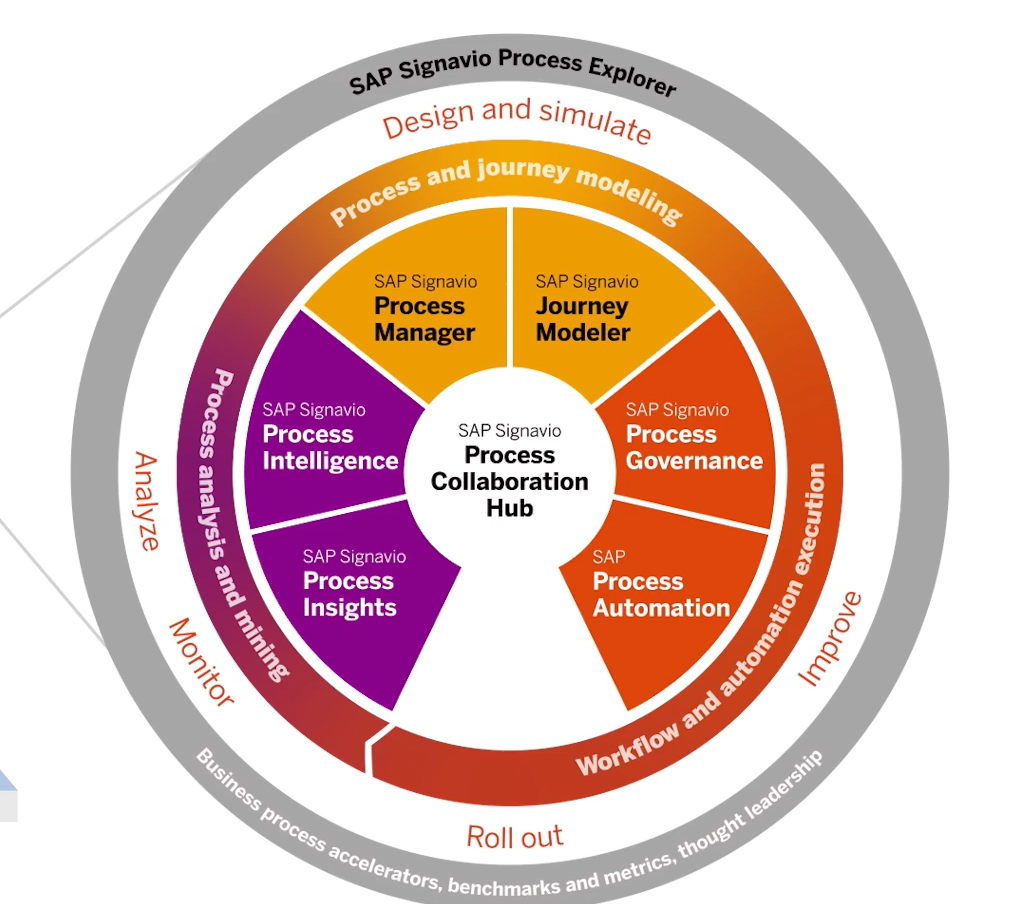 SAP Signavio Process Explorer
Design and simulate
Process and journey modeling
SAP Signavio
Process
Manager
SAP Signavio
Journey
Modeler
SAP Signavio
Process
Intelligence
SAP Signavio
Process
Collaboration
Hub
SAP Signavio
Process
Governance
SAP Signavio
Process
Insights
SAP
Process
Automation
Process analysis and mining
Workflow and automation execution
Analyze
Monitor
Improve
Roll out
Business process accelerators, benchmarks and metrics, thought leadership